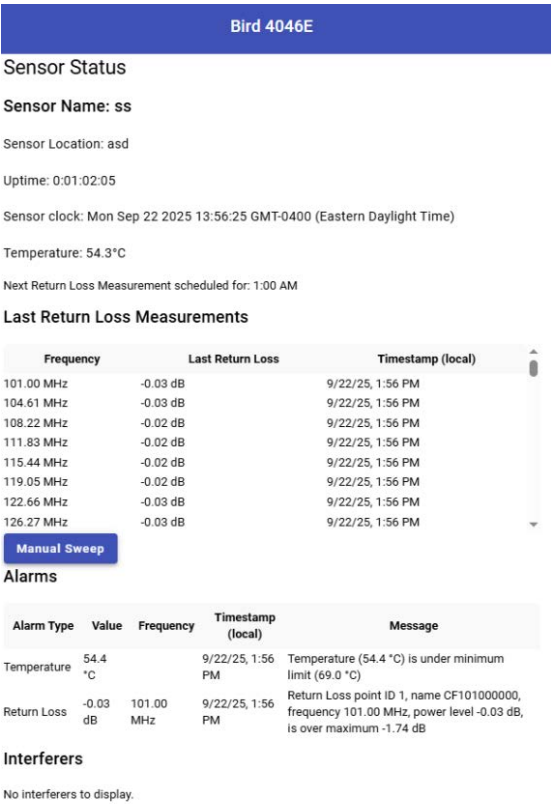 Bird 4046E
Sensor Status
Sensor Name: ss
Sensor Location: asd
Uptime: 0:01:02:05
Sensor clock: Mon Sep 22 2025 13:56:25 GMT-0400 (Eastern Daylight Time)
Temperature: 54.3°C
Next Return Loss Measurement scheduled for: 1:00 AM
Last Return Loss Measurements
Frequency Last Return Loss Timestamp (local)
101.00 MHz -0.03 dB 9/22/25, 1:56 PM
104.61 MHz -0.03 dB 9/22/25, 1:56 PM
108.22 MHz -0.02 dB 9/22/25, 1:56 PM
111.83 MHz -0.02 dB 9/22/25, 1:56 PM
115.44 MHz -0.02 dB 9/22/25, 1:56 PM
119.05 MHz -0.02 dB 9/22/25, 1:56 PM
122.66 MHz -0.03 dB 9/22/25, 1:56 PM
126.27 MHz -0.03 dB 9/22/25, 1:56 PM
Manual Sweep
Alarms
Alarm Type Value Frequency Timestamp (local) Message
Temperature 54.4 °C 9/22/25, 1:56 PM Temperature (54.4 °C) is under minimum
limit (69.0 °C)
Return Loss -0.03 dB 101.00 MHz 9/22/25, 1:56 PM Return Loss point ID 1, name CF101000000,
frequency 101.00 MHz, power level -0.03 dB,
is over maximum -1.74 dB
Interferers
No interferers to display.